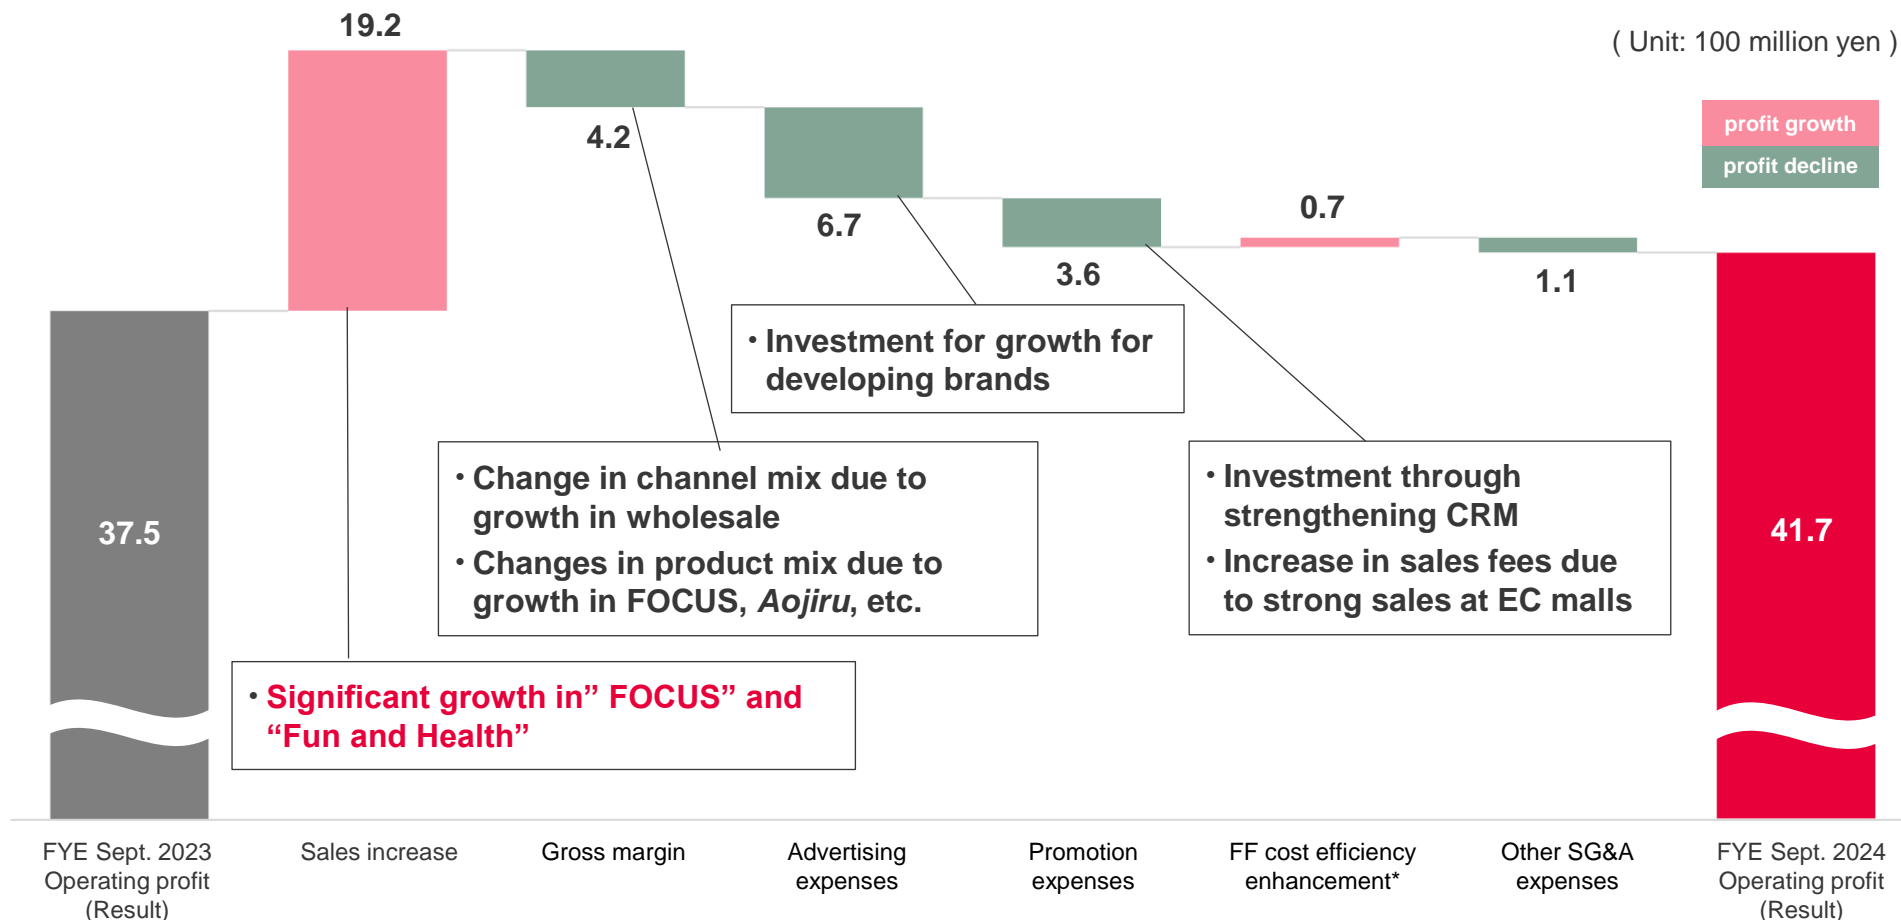 19.2
( Unit: 100 million yen )
profit growth
profit decline
4.2
6.7
3.6
0.7
1.1
・Investment for growth for
developing brands
・Change in channel mix due to
growth in wholesale
・Changes in product mix due to
growth in FOCUS, Aojiru, etc.
・Investment through
strengthening CRM
・Increase in sales fees due
to strong sales at EC malls
・Significant growth in” FOCUS” and
“Fun and Health”
37.5
41.7
FYE Sept. 2023
Operating profit
(Result)
Sales increase
Gross margin
Advertising
expenses
Promotion
expenses
FF cost efficiency
enhancement*
Other SG&A
expenses
FYE Sept. 2024
Operating profit
(Result)